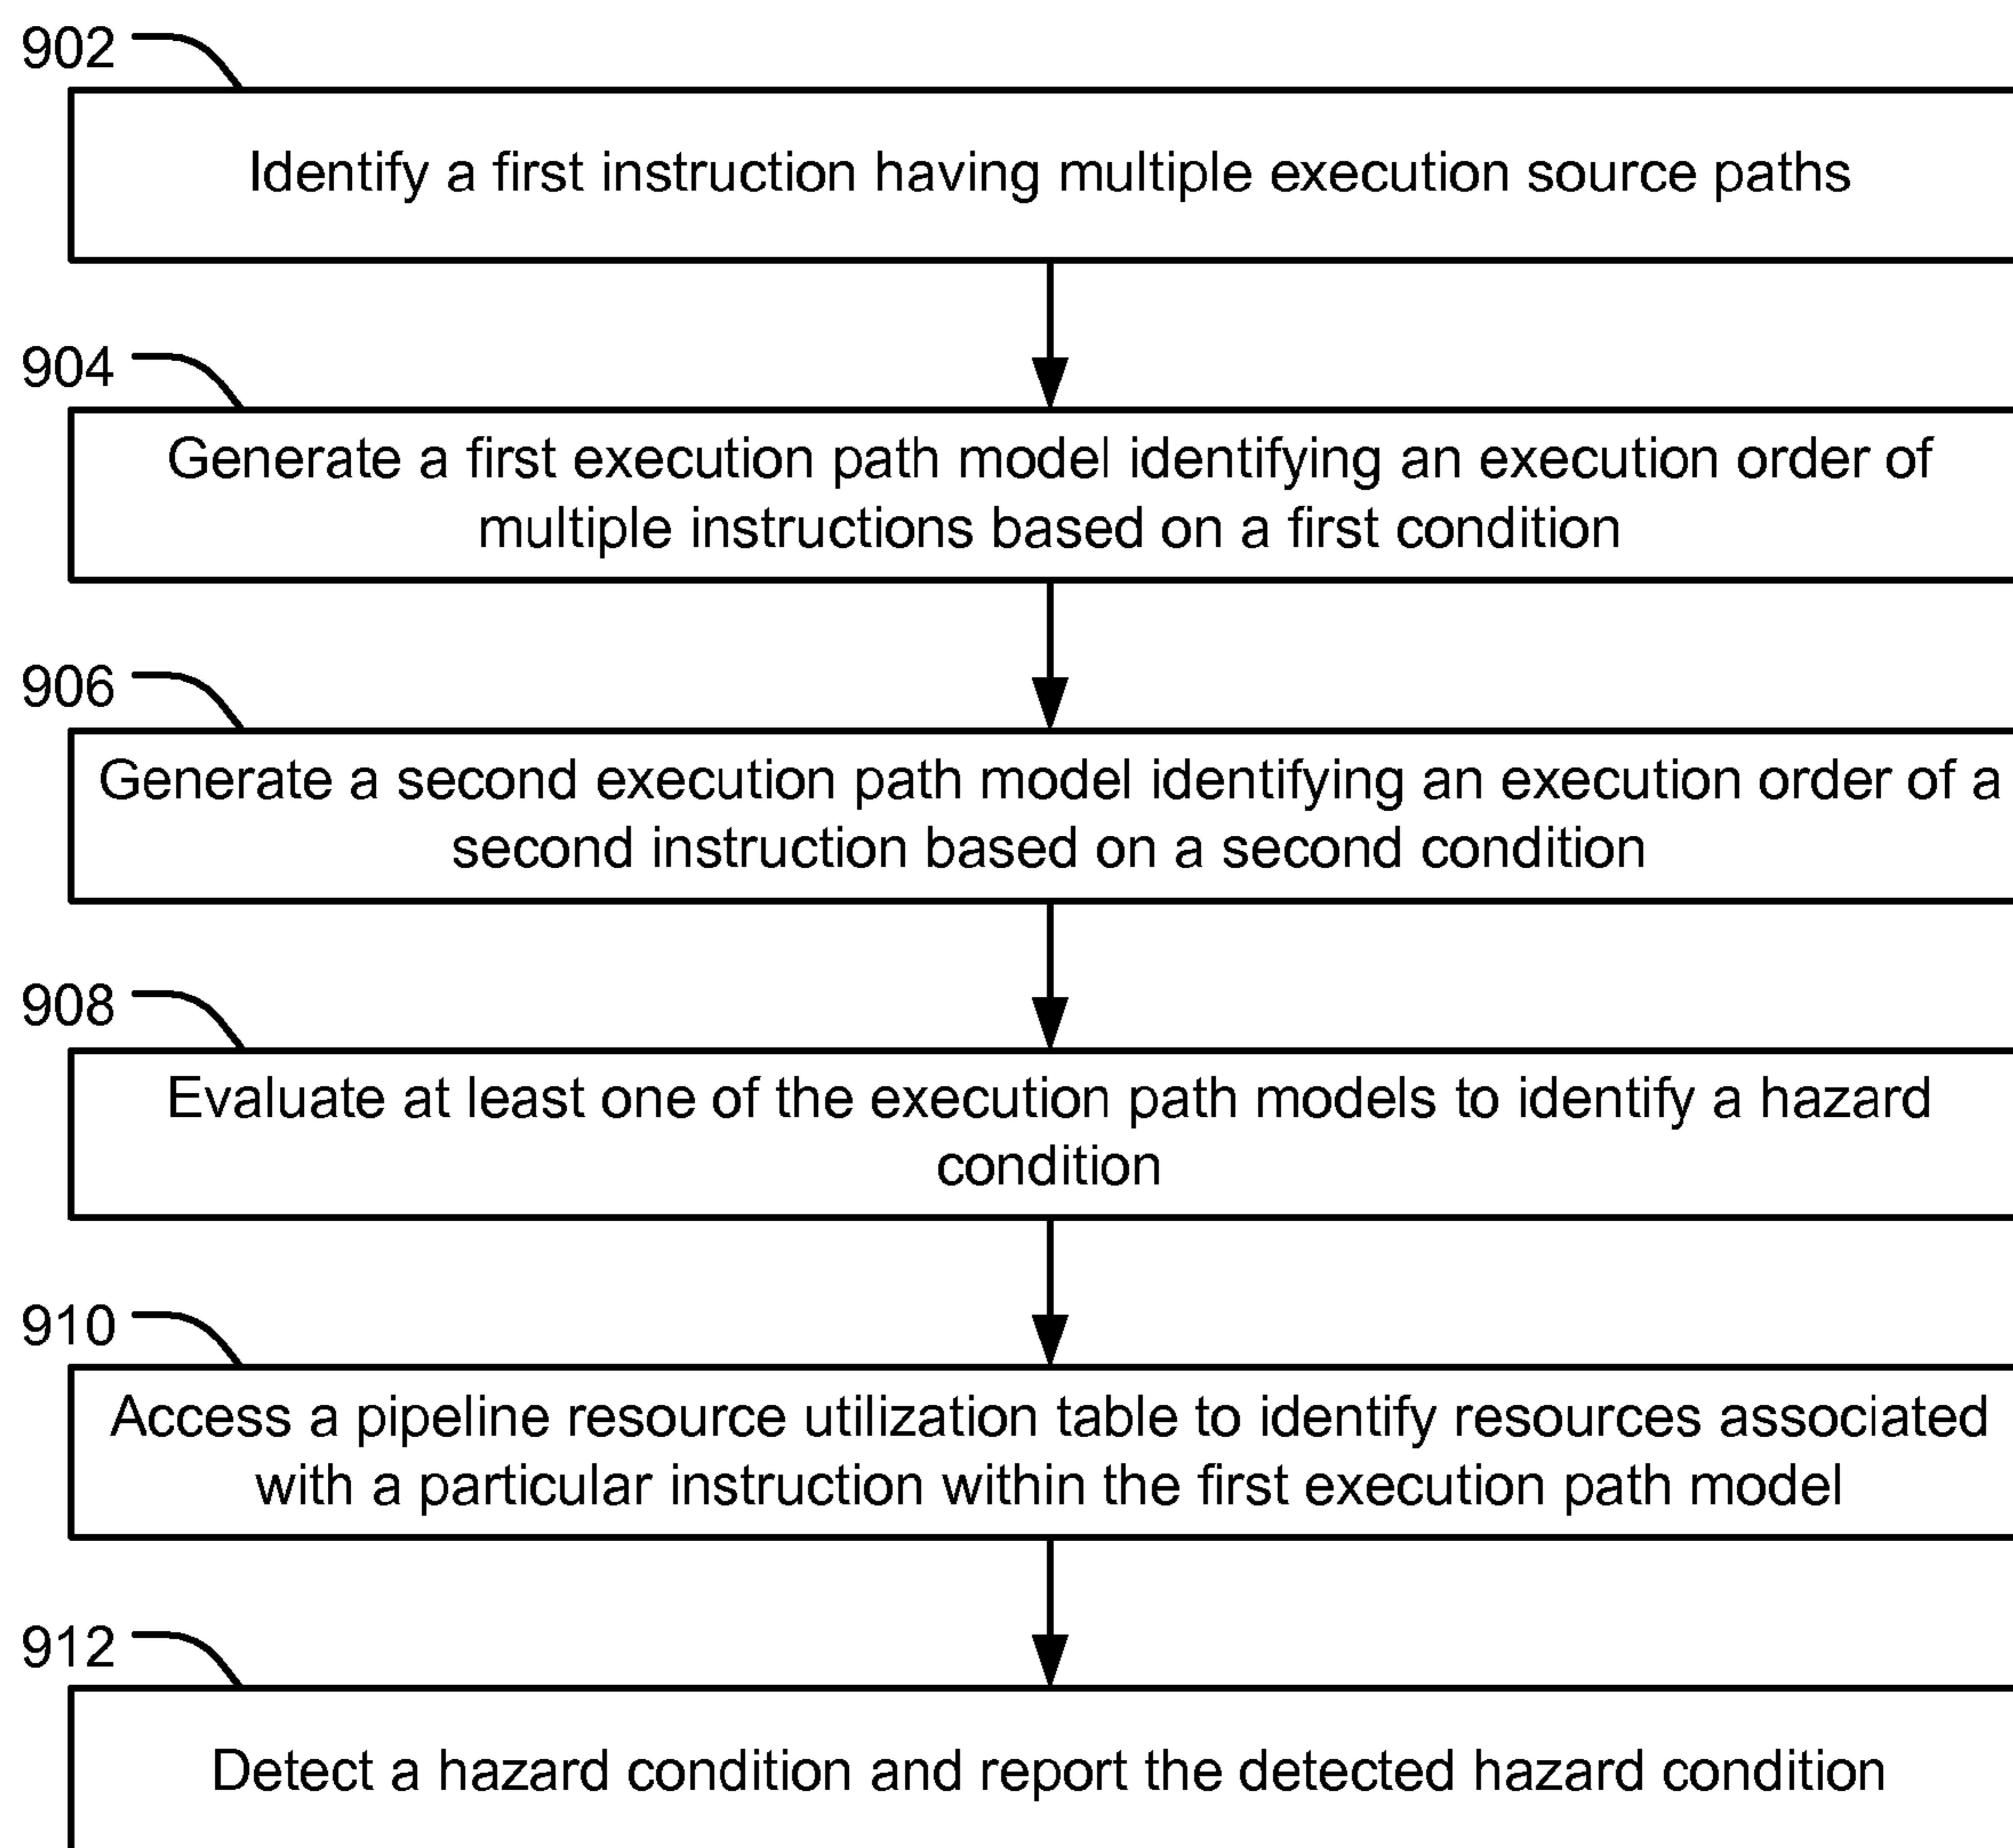 902
Identify a first instruction having multiple execution source paths
904
Generate a first execution path model identifying an execution order of
multiple instructions based on a first condition
906
Generate a second execution path model identifying an execution order of a
second instruction based on a second condition
908
Evaluate at least one of the execution path models to identify a hazard
condition
910
Access a pipeline resource utilization table to identify resources associated
with a particular instruction within the first execution path model
912
Detect a hazard condition and report the detected hazard condition